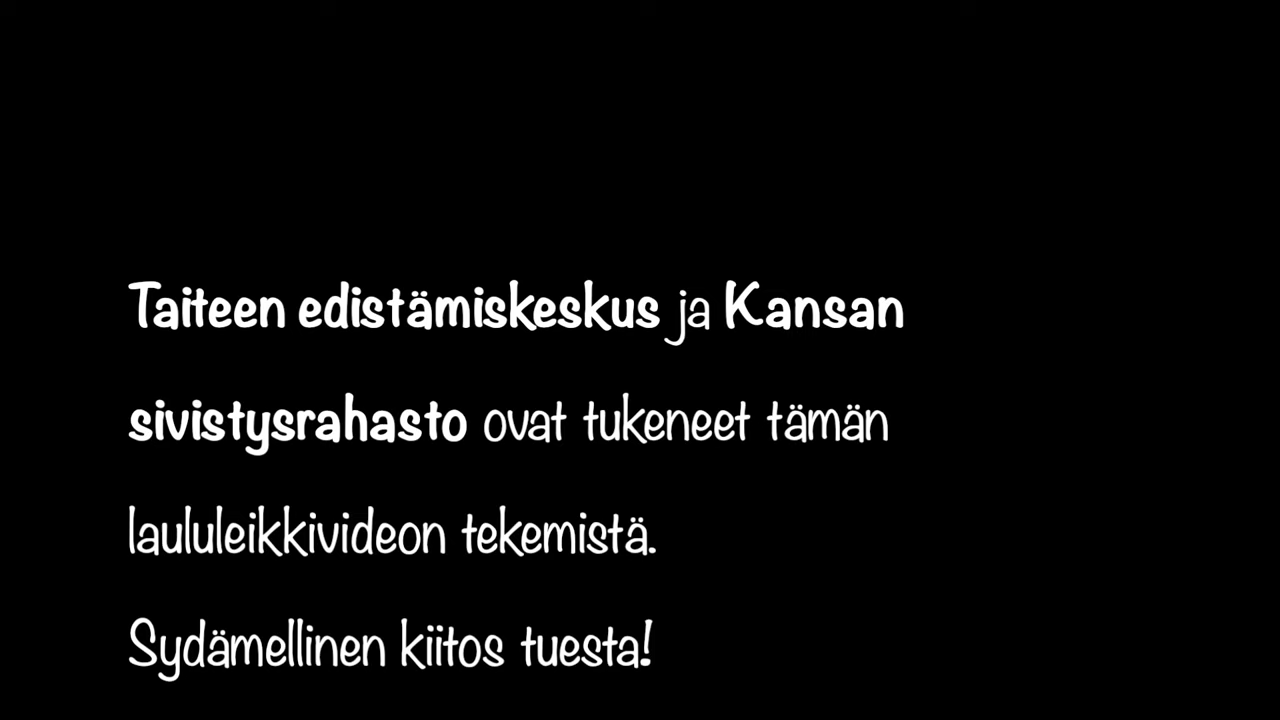 Taiteen edistämiskeskus ja Kansan
sivistysrahasto ovat tukeneet tämän
laululeikkivideon tekemistä.
Sydämellinen kiitos tuesta!